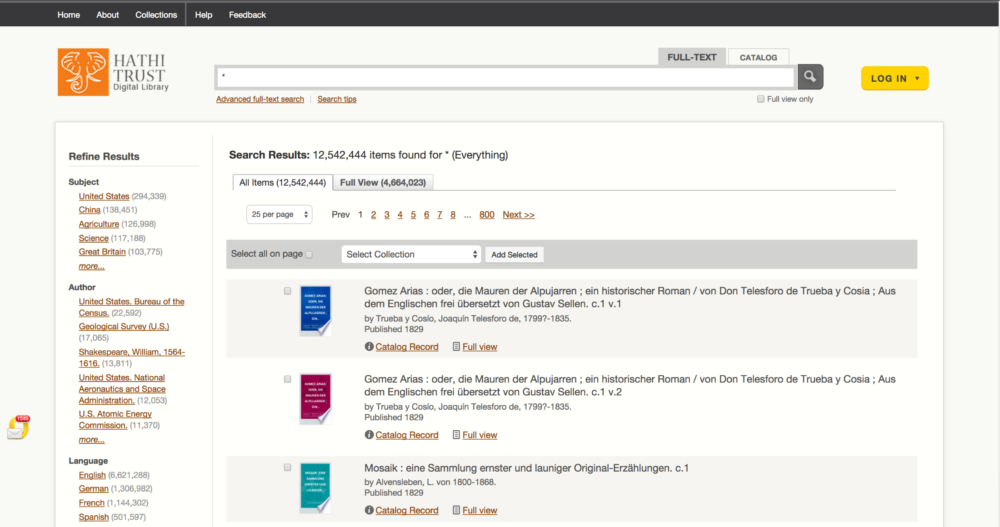 Home About Collections Help Feedback
HATHI
TRUST
Digital Library
FULL-TEXT CATALOG
*
LOG IN ▼
Advanced full-text search Search tips
Full view only
Refine Results
Subject
United States (294,339)
China (138,451)
Agriculture (126,998)
Science (117,188)
Great Britain (103,775)
more...
Author
United States. Bureau of the
Census. (22,592)
Geological Survey (U.S.)
(17,065)
Shakespeare, William, 1564-
1616. (13,811)
United States. National
Aeronautics and Space
Administration. (12,053)
U.S. Atomic Energy
Commission. (11,370)
more...
1549
Language
English (6,621,288)
German (1,306,982)
French (1,144,302)
Spanish (501,597)
Search Results: 12,542,444 items found for * (Everything)
All Items (12,542,444) Full View (4,664,023)
25 per page Prev 1 2 3 4 5 6 7 8 ... 800 Next >>
Select all on page Select Collection Add Selected
GOMEZ ARIAS:
ODER, DIE
MAUREN DER
ALPUJARREN ;
EIN...
Gomez Arias : oder, die Mauren der Alpujarren ; ein historischer Roman / von Don Telesforo de Trueba y Cosia ; Aus
dem Englischen frei übersetzt von Gustav Sellen. c.1 v.1
by Trueba y Cosío, Joaquín Telesforo de, 1799?-1835.
Published 1829
Catalog Record Full view
GOMEZ ARIAS:
ODER, DIE
MAUREN DER
ALPUJARREN ;
EIN...
Gomez Arias : oder, die Mauren der Alpujarren ; ein historischer Roman / von Don Telesforo de Trueba y Cosia ; Aus
dem Englischen frei übersetzt von Gustav Sellen. c.1 v.2
by Trueba y Cosío, Joaquín Telesforo de, 1799?-1835.
Published 1829
Catalog Record Full view
MOSAIK: EINE
SAMMLUNG
ERNSTER UND
LAUNIGER...
Mosaik : eine Sammlung ernster und launiger Original-Erzählungen. c.1
by Alvensleben, L. von 1800-1868.
Published 1829
Catalog Record Full view